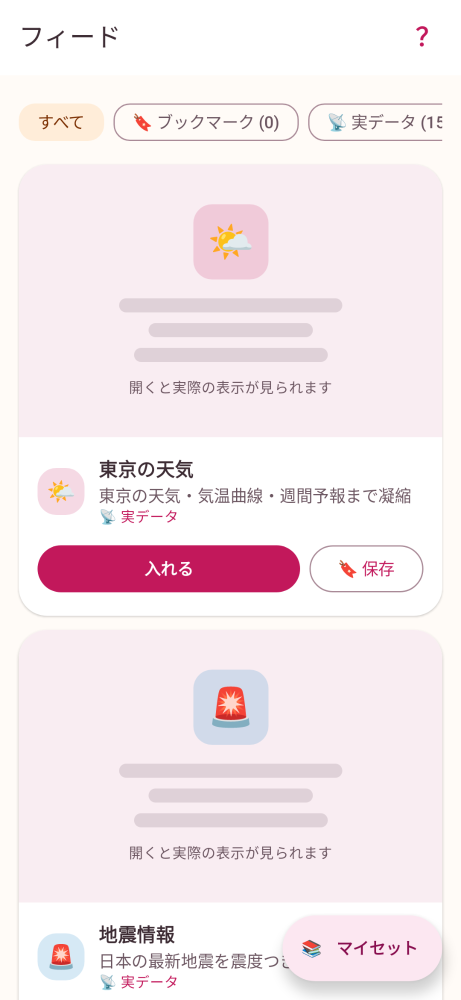 フィード
?
すべて
ブックマーク (0)
実データ (15
開くと実際の表示が見られます
東京の天気
東京の天気・気温曲線・週間予報まで凝縮
実データ
入れる
保存
開くと実際の表示が見られます
地震情報
日本の最新地震を震度つき
実データ
マイセット